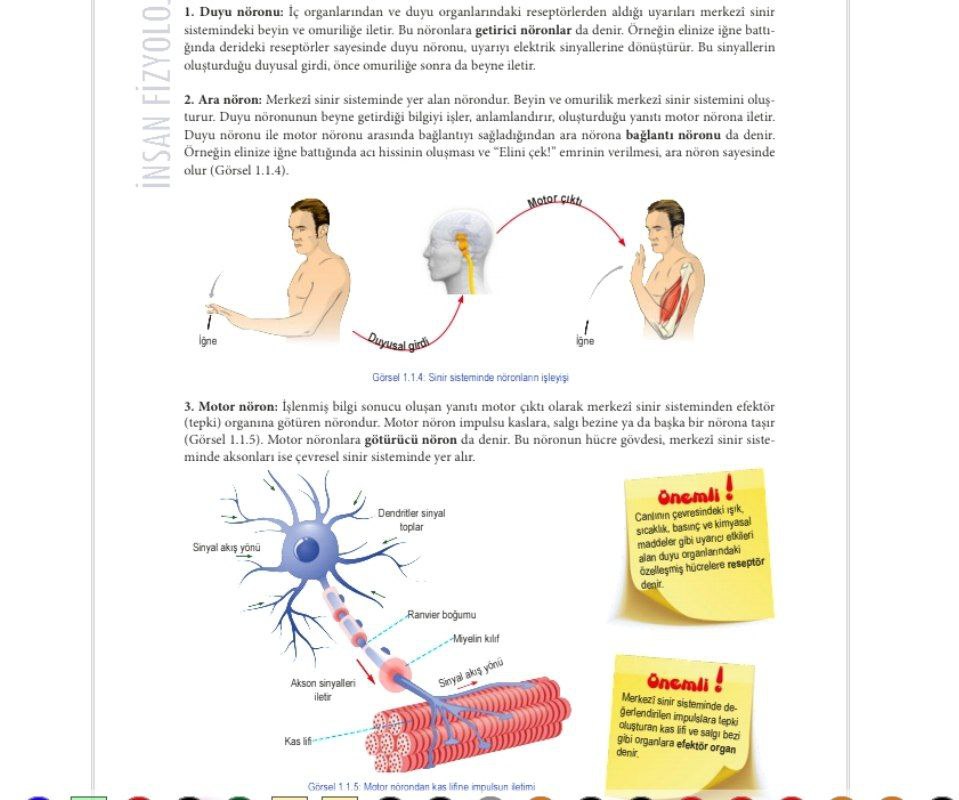 İNSAN FİZYOLOJ
1. Duyu nöronu: İç organlarından ve duyu organlarındaki reseptörlerden aldığı uyarıları merkezî sinir
sistemindeki beyin ve omuriliğe iletir. Bu nöronlara getirici nöronlar da denir. Örneğin elinize iğne battı-
ğında derideki reseptörler sayesinde duyu nöronu, uyarıyı elektrik sinyallerine dönüştürür. Bu sinyallerin
oluşturduğu duyusal girdi, önce omuriliğe sonra da beyne iletir.
2. Ara nöron: Merkezî sinir sisteminde yer alan nörondur. Beyin ve omurilik merkezî sinir sistemini oluş-
turur. Duyu nöronunun beyne getirdiği bilgiyi işler, anlamlandırır, oluşturduğu yanıtı motor nörona iletir.
Duyu nöronu ile motor nöronu arasında bağlantıyı sağladığından ara nörona bağlantı nöronu da denir.
Örneğin elinize iğne battığında acı hissinin oluşması ve “Elini çek!” emrinin verilmesi, ara nöron sayesinde
olur (Görsel 1.1.4).
Motor çıktı
İğne
Duyusal girdi
İğne
Görsel 1.1.4: Sinir sisteminde nöronların işleyişi
3. Motor nöron: İşlenmiş bilgi sonucu oluşan yanıtı motor çıktı olarak merkezî sinir sisteminden efektör
(tepki) organına götüren nörondur. Motor nöron impulsu kaslara, salgı bezine ya da başka bir nörona taşır
(Görsel 1.1.5). Motor nöronlara götürücü nöron da denir. Bu nöronun hücre gövdesi, merkezî sinir siste-
minde aksonları ise çevresel sinir sisteminde yer alır.
Dendritler sinyal
toplar
Sinyal akış yönü
Ranvier boğumu
Miyelin kılıf
Sinyal akış yönü
Akson sinyalleri
iletir
Kas lifi
Görsel 1.1.5: Motor nörondan kas lifine impulsun iletimi
Önemli !
Canlının çevresindeki ışık,
sıcaklık, basınç ve kimyasal
maddeler gibi uyarıcı etkileri
alan duyu organlarındaki
özelleşmiş hücrelere reseptör
denir.
Önemli !
Merkezî sinir sisteminde de-
ğerlendirilen impulslara tepki
oluşturan kas lifi ve salgı bezi
gibi organlara efektör organ
denir.